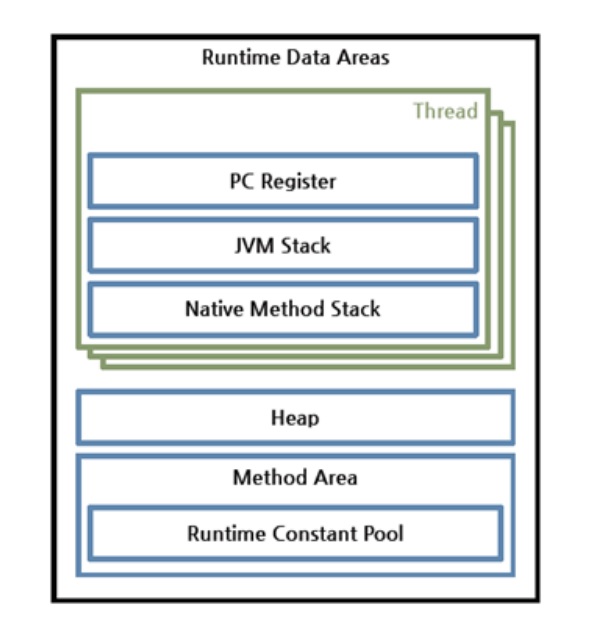 Runtime Data Areas
Thread
PC Register
JVM Stack
Native Method Stack
Heap
Method Area
Runtime Constant Pool